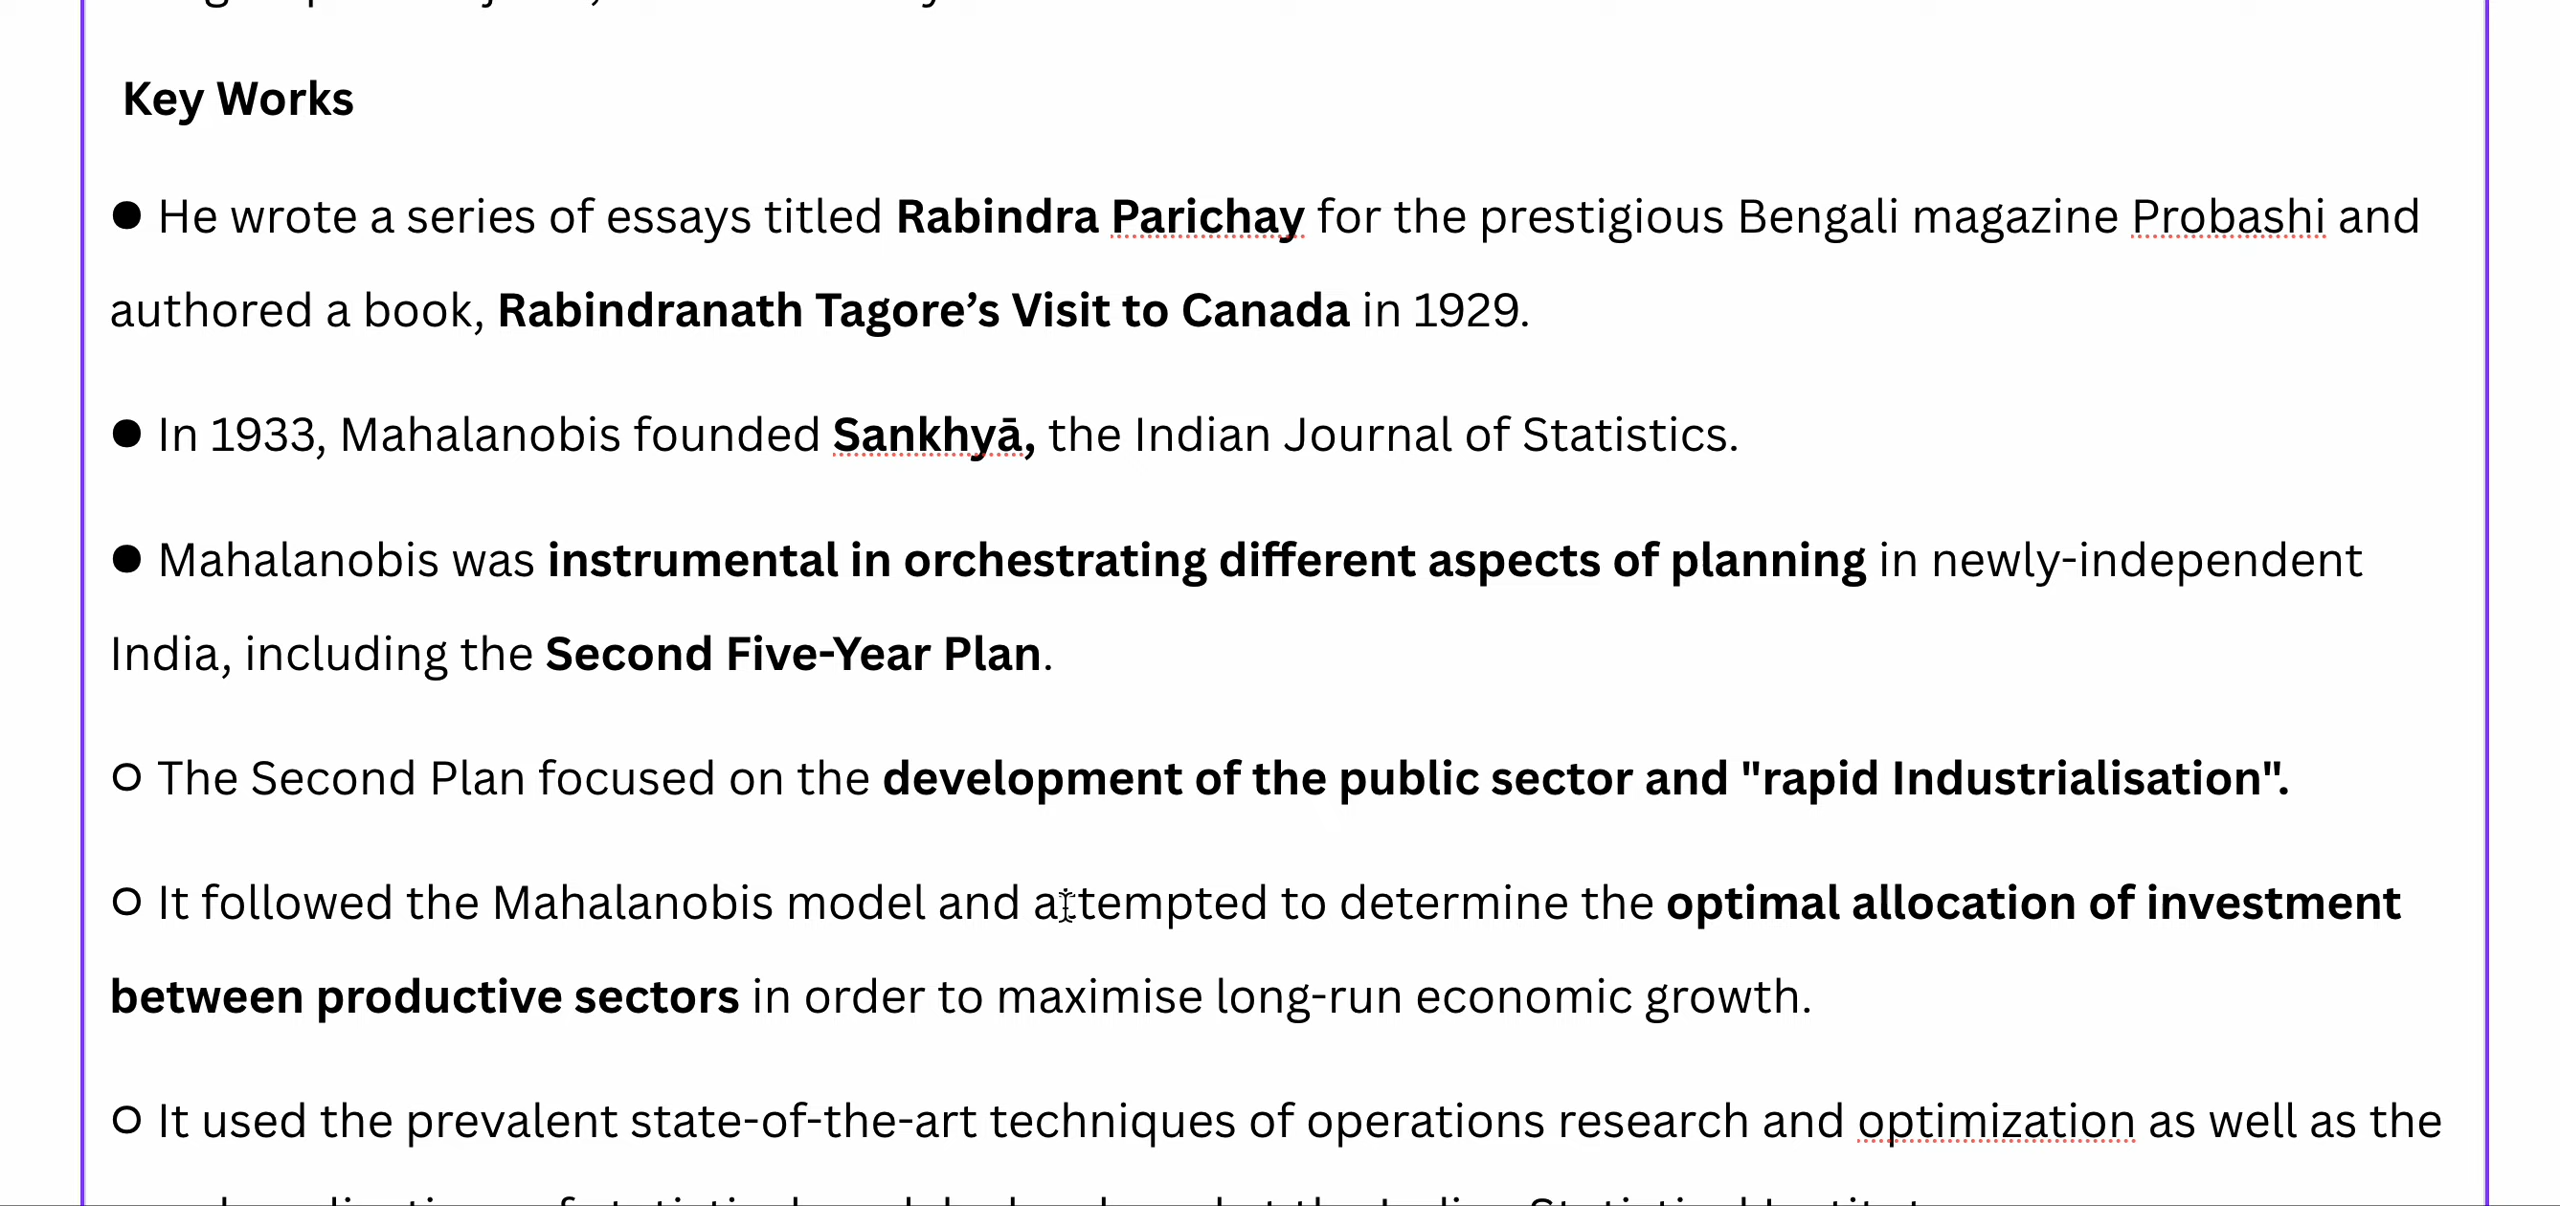 Key Works
● He wrote a series of essays titled Rabindra Parichay for the prestigious Bengali magazine Probashi and
authored a book, Rabindranath Tagore’s Visit to Canada in 1929.
● In 1933, Mahalanobis founded Sankhyā, the Indian Journal of Statistics.
● Mahalanobis was instrumental in orchestrating different aspects of planning in newly-independent
India, including the Second Five-Year Plan.
○ The Second Plan focused on the development of the public sector and "rapid Industrialisation".
○ It followed the Mahalanobis model and attempted to determine the optimal allocation of investment
between productive sectors in order to maximise long-run economic growth.
○ It used the prevalent state-of-the-art techniques of operations research and optimization as well as the